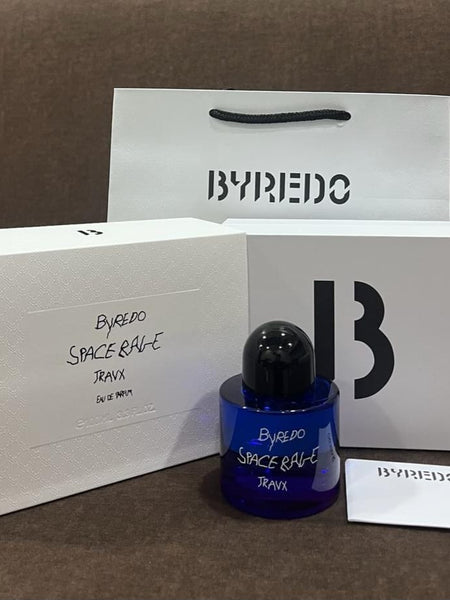 BYREDO
B
BYREDO
SPACE RAGE
TRAVX
EAU DE PARFUM
B
BYREDO
SPACE RAGE
TRAVX
BYREDO